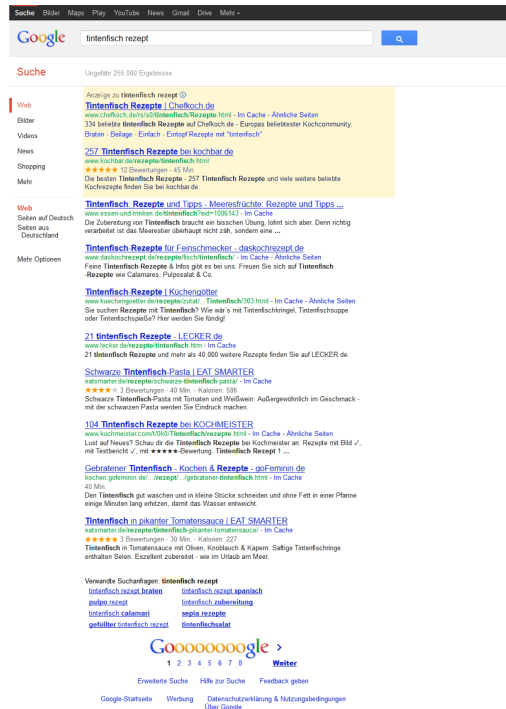 Suche Bilder Maps Play YouTube News Gmail Drive Mehr
Google
tintenfisch rezept
Suche
Ungefähr 255 000 Ergebnisse
Web
Bilder
Videos
News
Shopping
Mehr
Web
Seiten auf Deutsch
Seiten aus
Deutschland
Mehr Optionen
Anzeige zu tintenfisch rezept
Tintenfisch Rezepte | Chefkoch.de
www.chefkoch.de/rs/s0/tintenfisch/Rezepte.html - Im Cache - Ähnliche Seiten
334 beliebte tintenfisch Rezepte auf Chefkoch.de - Europas beliebtester Kochcommunity.
Braten - Beilage - Einfach - Eintopf Rezepte mit "tintenfisch"
257 Tintenfisch Rezepte bei kochbar.de
www.kochbar.de/rezepte/tintenfisch.html
★★★★★ 12 Bewertungen - 45 Min.
Die besten Tintenfisch Rezepte - 257 Tintenfisch Rezepte und viele weitere beliebte
Kochrezepte finden Sie bei kochbar.de.
Tintenfisch Rezepte und Tipps - Meeresfrüchte: Rezepte und Tipps ...
www.essen-und-trinken.de/tintenfisch?eid=1006143 - Im Cache
Die Zubereitung von Tintenfisch braucht ein bisschen Übung, lohnt sich aber. Denn richtig
verarbeitet ist das Meerestier überhaupt nicht zäh, sondern eine ...
Tintenfisch-Rezepte für Feinschmecker - daskochrezept.de
www.daskochrezept.de/rezepte/fisch/tintenfisch/ - Im Cache - Ähnliche Seiten
Feine Tintenfisch-Rezepte & Infos gibt es bei uns. Freuen Sie sich auf Tintenfisch
-Rezepte wie Calamares, Pulposalat & Co.
Tintenfisch-Rezepte | Küchengötter
www.kuechengoetter.de/rezepte/zutat/...Tintenfisch/303.html - Im Cache - Ähnliche Seiten
Sie suchen Rezepte mit Tintenfisch? Wie wär's mit Tintenfischkringel, Tintenfischsuppe
oder Tintenfischspieße? Hier werden Sie fündig!
21 tintenfisch Rezepte - LECKER.de
www.lecker.de/rezepte/tintenfisch.htm - Im Cache
21 tintenfisch Rezepte und mehr als 40.000 weitere Rezepte finden Sie auf LECKER.de.
Schwarze Tintenfisch-Pasta | EAT SMARTER
eatsmarter.de/rezepte/schwarze-tintenfisch-pasta/ - Im Cache
★★★★★ 3 Bewertungen - 40 Min. - Kalorien: 586
Schwarze Tintenfisch-Pasta mit Tomaten und Weißwein: Außergewöhnlich im Geschmack -
mit der schwarzen Pasta werden Sie Eindruck machen.
104 Tintenfisch Rezepte bei KOCHMEISTER
www.kochmeister.com/t/0k0/Tintenfisch/rezepte.html - Im Cache - Ähnliche Seiten
Lust auf Neues? Schau dir die Tintenfisch Rezepte bei Kochmeister an. Rezepte mit Bild ✓,
mit Testbericht ✓, mit ★★★★★-Bewertung. Tintenfisch Rezept 1 ...
Gebratener Tintenfisch - Kochen & Rezepte - goFeminin.de
kochen.gofeminin.de/.../rezept/.../gebratener-tintenfisch.html - Im Cache
40 Min.
Den Tintenfisch gut waschen und in kleine Stücke schneiden und ohne Fett in einer Pfanne
einige Minuten lang erhitzen, damit das Wasser entweicht.
Tintenfisch in pikanter Tomatensauce | EAT SMARTER
eatsmarter.de/rezepte/tintenfisch-pikanter-tomatensauce/ - Im Cache
★★★★★ 3 Bewertungen - 30 Min. - Kalorien: 227
Tintenfisch in Tomatensauce mit Oliven, Knoblauch & Kapern: Saftige Tintenfischringe
enthalten Selen. Exzellent zubereitet - wie im Urlaub am Meer.
Verwandte Suchanfragen: tintenfisch rezept
tintenfisch rezept braten tintenfisch rezept spanisch
pulpo rezept tintenfisch zubereitung
tintenfisch calamari sepia rezepte
gefüllter tintenfisch rezept tintenfischsalat
Goooooooogle >
1 2 3 4 5 6 7 8 Weiter
Erweiterte Suche Hilfe zur Suche Feedback geben
Google-Startseite Werbung Datenschutzerklärung & Nutzungsbedingungen
Über Google